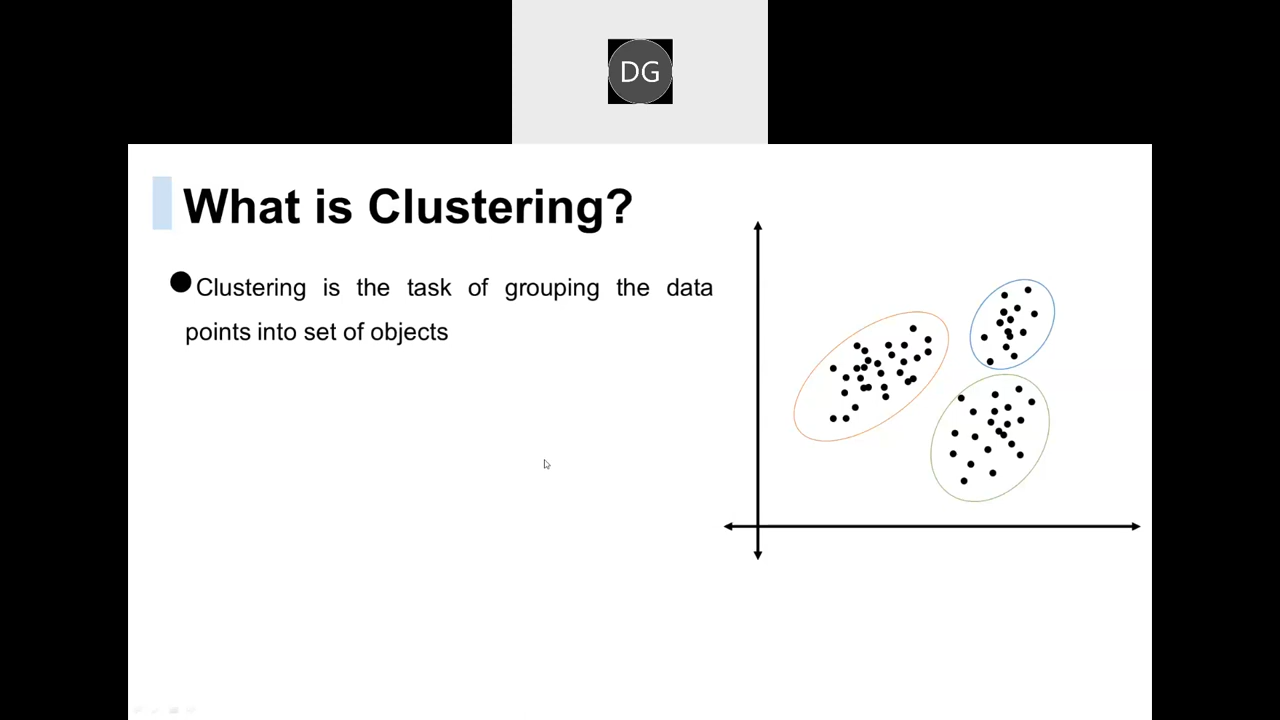 DG
What is Clustering?
Clustering is the task of grouping the data
points into set of objects